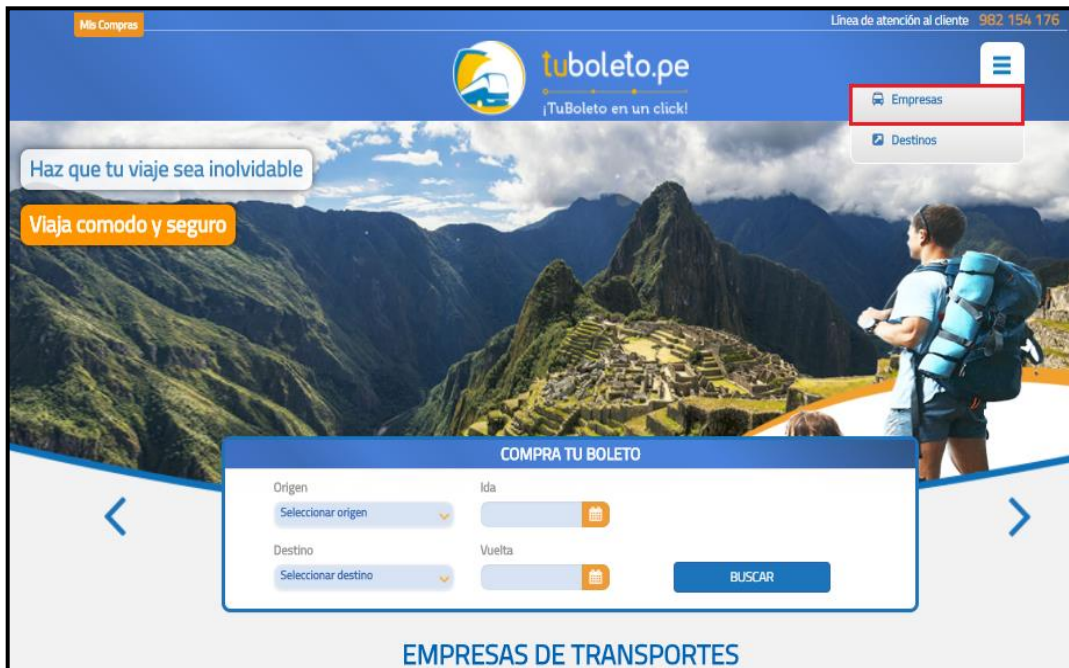 Mis Compras
Línea de atención al cliente 982 154 176
tuboleto.pe
¡TuBoleto en un click!
Empresas
Destinos
Haz que tu viaje sea inolvidable
Viaja comodo y seguro
COMPRA TU BOLETO
Origen
Ida
Seleccionar origen
Destino
Vuelta
Seleccionar destino
BUSCAR
EMPRESAS DE TRANSPORTES